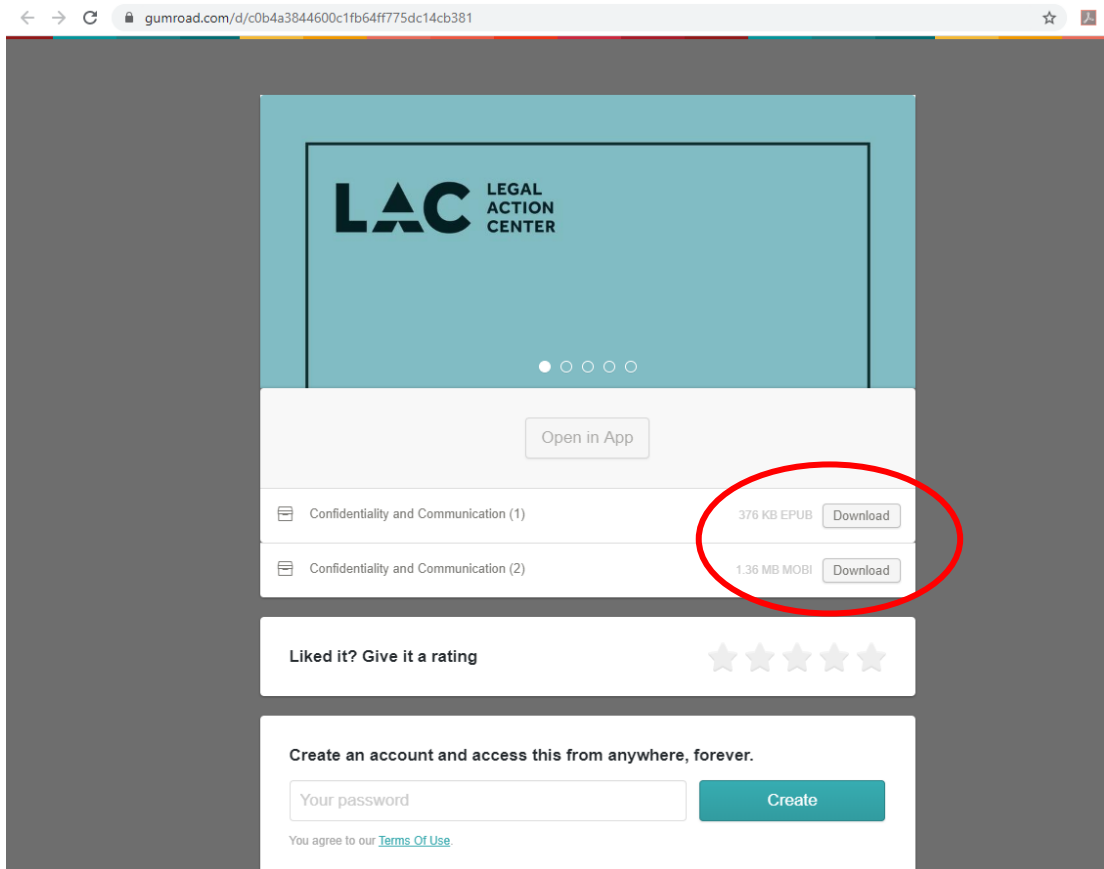 gumroad.com/d/c0b4a3844600c1fb64ff775dc14cb381
LAC LEGAL
ACTION
CENTER
Open in App
Confidentiality and Communication (1) 376 KB EPUB Download
Confidentiality and Communication (2) 1.36 MB MOBI Download
Liked it? Give it a rating
Create an account and access this from anywhere, forever.
Your password Create
You agree to our Terms Of Use.